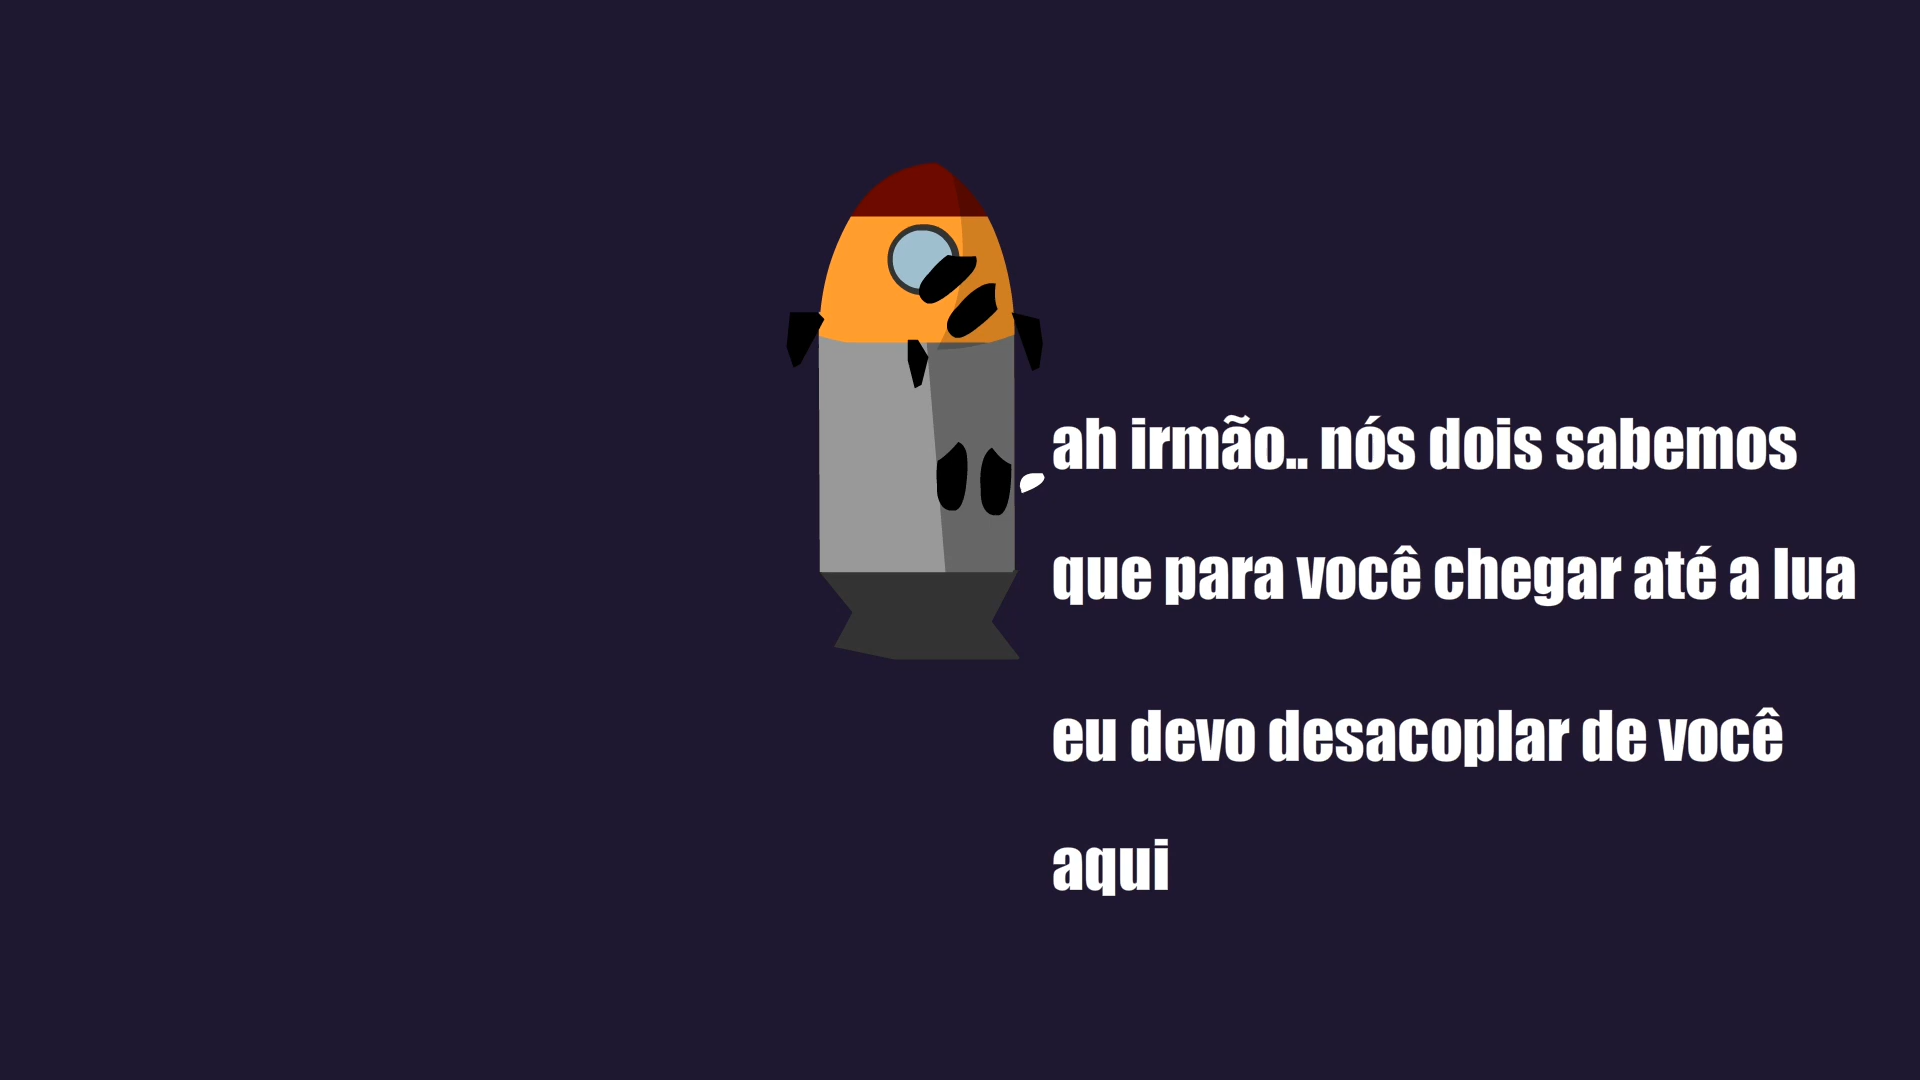 ah irmão.. nós dois sabemos
que para você chegar até a lua
eu devo desacoplar de você
aqui